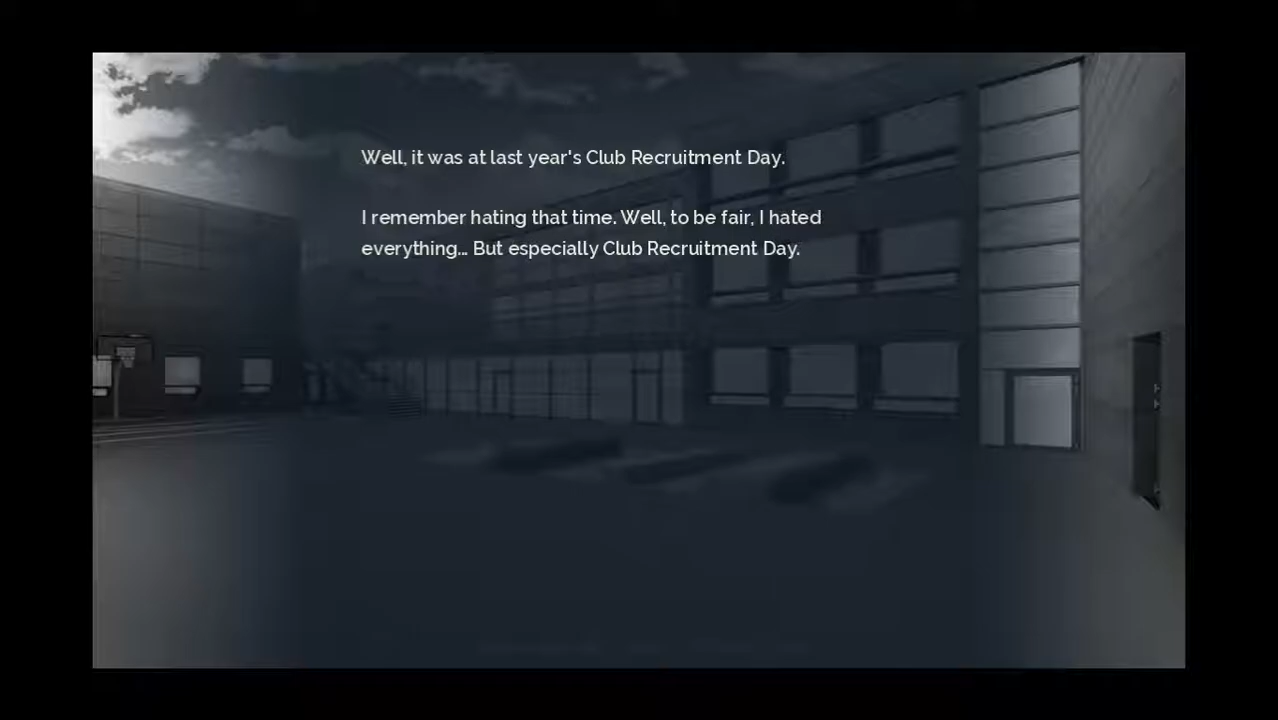 Well, it was at last year's Club Recruitment Day.
I remember hating that time. Well, to be fair, I hated
everything... But especially Club Recruitment Day.